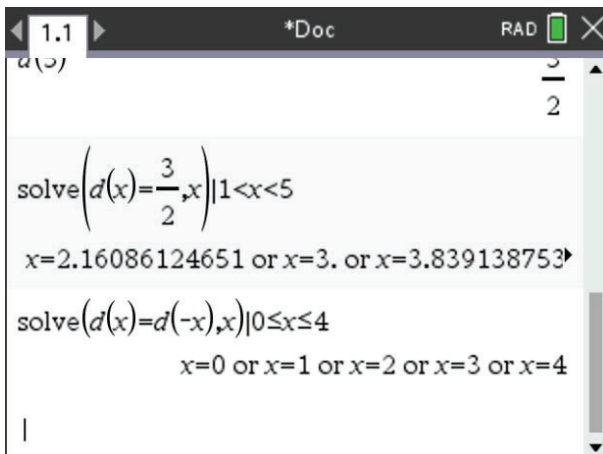 1.1 *Doc RAD
3
2
solve(d(x)=3/2,x)|1<x<5
x=2.16086124651 or x=3. or x=3.839138753
solve(d(x)=d(-x),x)|0≤x≤4
x=0 or x=1 or x=2 or x=3 or x=4